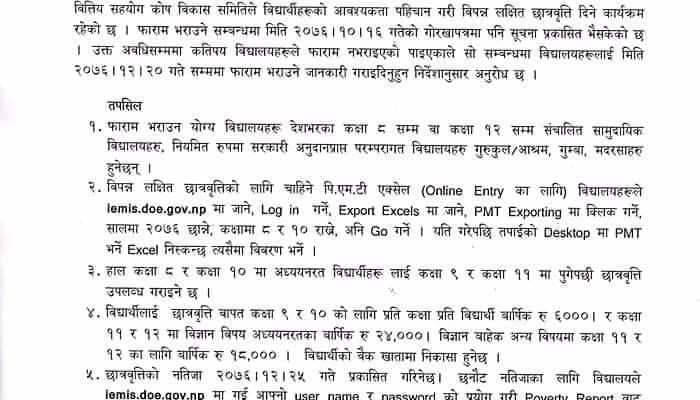 वित्तिय सहयोग कोष विकास समितिले विद्यार्थीहरूको आवश्यकता पहिचान गरी विपन्न लक्षित छात्रवृत्ति दिने कार्यक्रम
रहेको छ । फाराम भराउने सम्बन्धमा मिति २०७६।१०।१६ गतेको गोरखापत्रमा पनि सूचना प्रकासित भैसकेको छ
। उक्त अवधिसम्ममा कतिपय विद्यालयहरूले फाराम नभराइएको पाइएकाले सो सम्बन्धमा विद्यालयहरूलाई मिति
२०७६।१२।२० गते सम्ममा फाराम भराउने जानकारी गराइदिनुहुन निर्देशानुसार अनुरोध छ ।
तपसिल
१. फाराम भराउन योग्य विद्यालयहरू देशभरका कक्षा ८ सम्म वा कक्षा १२ सम्म संचालित सामुदायिक
विद्यालयहरु, नियमित रुपमा सरकारी अनुदानप्राप्त परम्परागत विद्यालयहरु गुरुकुल/आश्रम, गुम्बा, मदरसाहरु
हुनेछन् ।
२. विपन्न लक्षित छात्रवृत्तिको लागि चाहिने पि.एम.टी एक्सेल (Online Entry का लागि) विद्यालयहरूले
iemis.doe.gov.np मा जाने, Log in गर्ने, Export Excels मा जाने, PMT Exporting मा क्लिक गर्ने,
सालमा २०७६ छान्ने, कक्षामा ८ र १० राख्ने, अनि Go गर्ने । यति गरेपछि तपाईको Desktop मा PMT
भर्ने Excel निस्कन्छ त्यसैमा विवरण भर्ने ।
३. हाल कक्षा ८ र कक्षा १० मा अध्ययनरत विद्यार्थीहरू लाई कक्षा ९ र कक्षा ११ मा पुगेपछी छात्रवृत्ति
उपलब्ध गराइने छ ।
४. विद्यार्थीलाई छात्रवृत्ति वापत कक्षा ९ र १० को लागि प्रति कक्षा प्रति विद्यार्थी बार्षिक रु ६०००। र कक्षा
११ र १२ मा विज्ञान विषय अध्ययनरतका बार्षिक रु २४,०००। विज्ञान वाहेक अन्य विषयमा कक्षा ११ र
१२ का लागि बार्षिक रु १८,००० । विद्यार्थीको बैंक खातामा निकासा हुनेछ ।
५. छात्रवृत्तिको नतिजा २०७६।१२।२५ गते प्रकासित गरिनेछ। छनौट नतिजाका लागि विद्यालयले
iemis.doe.gov.np मा गई आफ्नो user name र password को प्रयोग गरी Poverty Report बाट